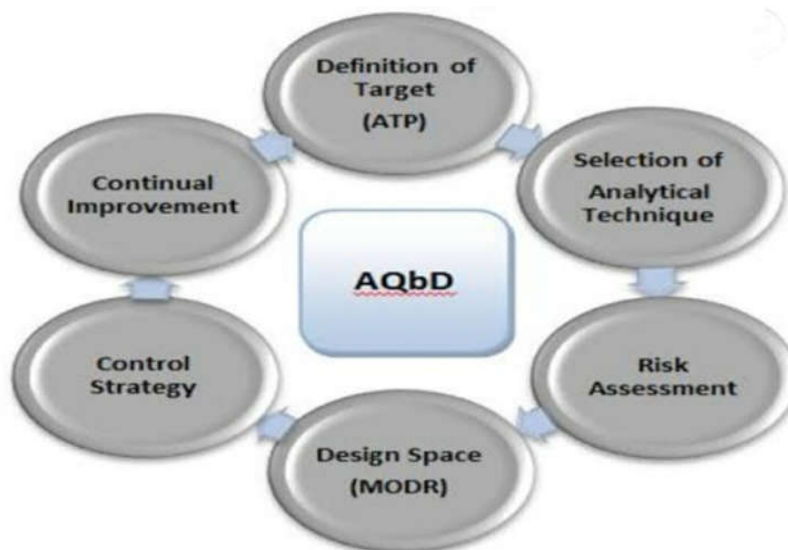 Definition of
Target
(ATP)
Selection of
Analytical
Technique
Risk
Assessment
Design Space
(MODR)
Control
Strategy
Continual
Improvement
AQbD